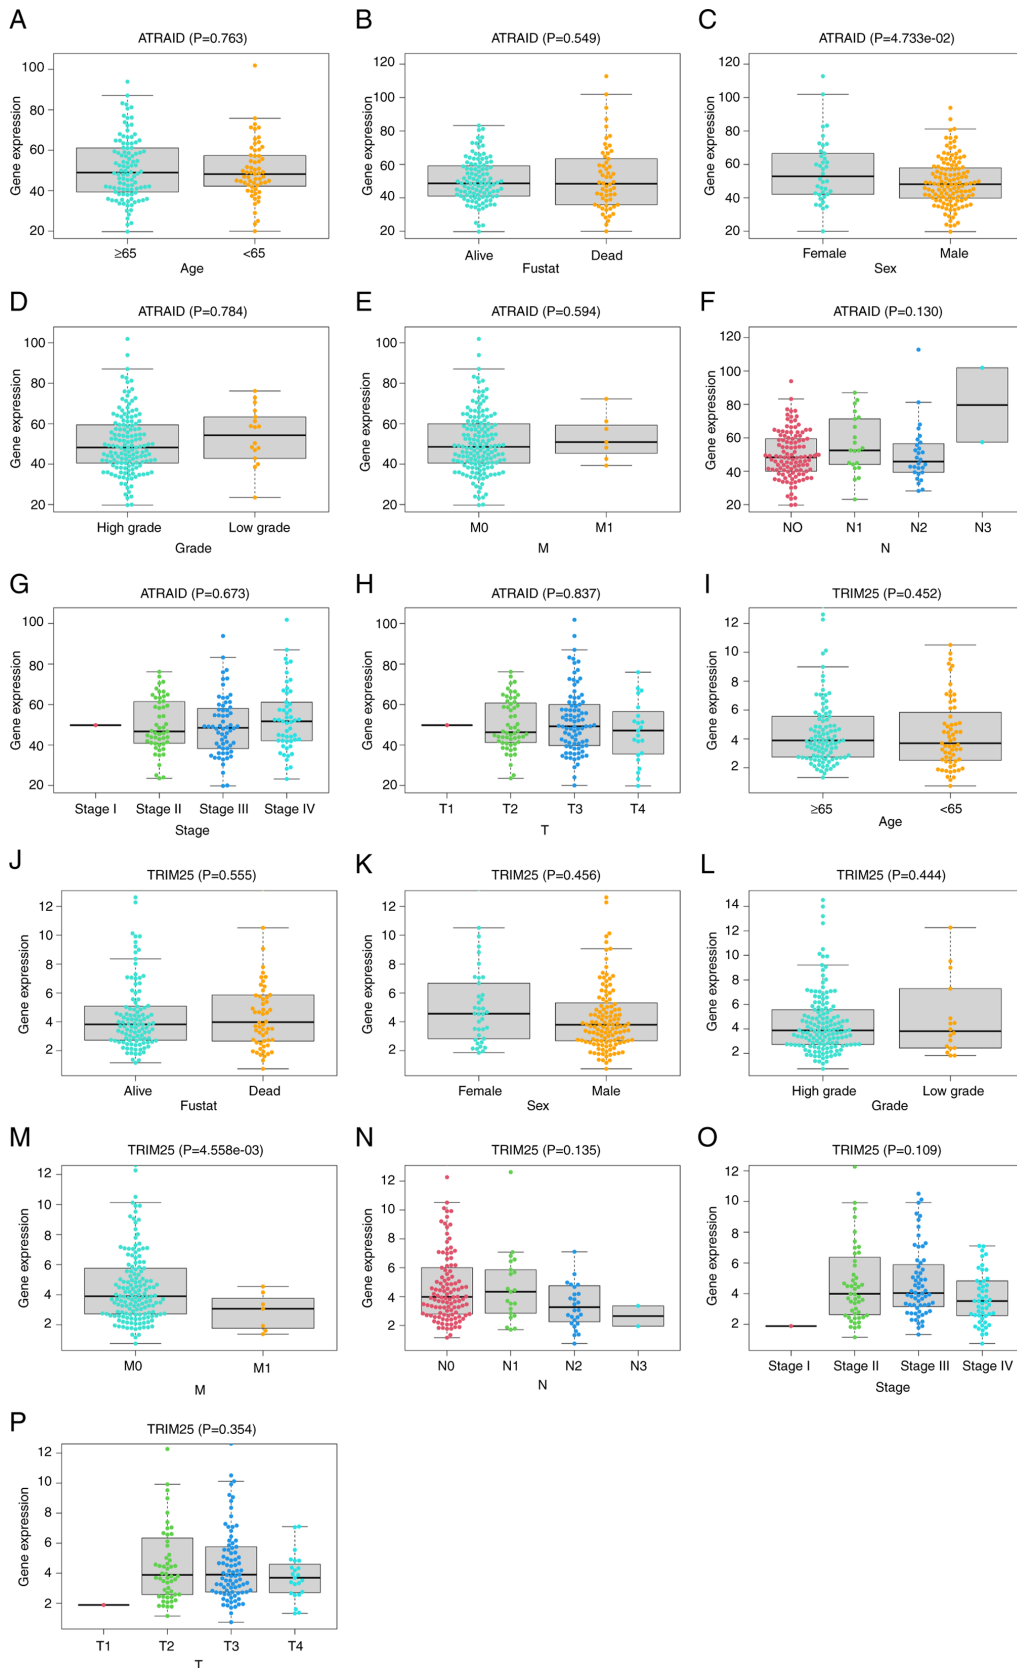 A
ATRAID (P=0.763)
Gene expression
100
80
60
40
20
≥65 <65
Age
B
ATRAID (P=0.549)
Gene expression
120
100
80
60
40
20
Alive Dead
Fustat
C
ATRAID (P=4.733e-02)
Gene expression
120
100
80
60
40
20
Female Male
Sex
D
ATRAID (P=0.784)
Gene expression
100
80
60
40
20
High grade Low grade
Grade
E
ATRAID (P=0.594)
Gene expression
100
80
60
40
20
M0 M1
M
F
ATRAID (P=0.130)
Gene expression
120
100
80
60
40
20
NO N1 N2 N3
N
G
ATRAID (P=0.673)
Gene expression
100
80
60
40
20
Stage I Stage II Stage III Stage IV
Stage
H
ATRAID (P=0.837)
Gene expression
100
80
60
40
20
T1 T2 T3 T4
T
I
TRIM25 (P=0.452)
Gene expression
12
10
8
6
4
2
≥65 <65
Age
J
TRIM25 (P=0.555)
Gene expression
12
10
8
6
4
2
Alive Dead
Fustat
K
TRIM25 (P=0.456)
Gene expression
12
10
8
6
4
2
Female Male
Sex
L
TRIM25 (P=0.444)
Gene expression
14
12
10
8
6
4
2
High grade Low grade
Grade
M
TRIM25 (P=4.558e-03)
Gene expression
12
10
8
6
4
2
M0 M1
M
N
TRIM25 (P=0.135)
Gene expression
12
10
8
6
4
2
N0 N1 N2 N3
N
O
TRIM25 (P=0.109)
Gene expression
12
10
8
6
4
2
Stage I Stage II Stage III Stage IV
Stage
P
TRIM25 (P=0.354)
Gene expression
12
10
8
6
4
2
T1 T2 T3 T4
T